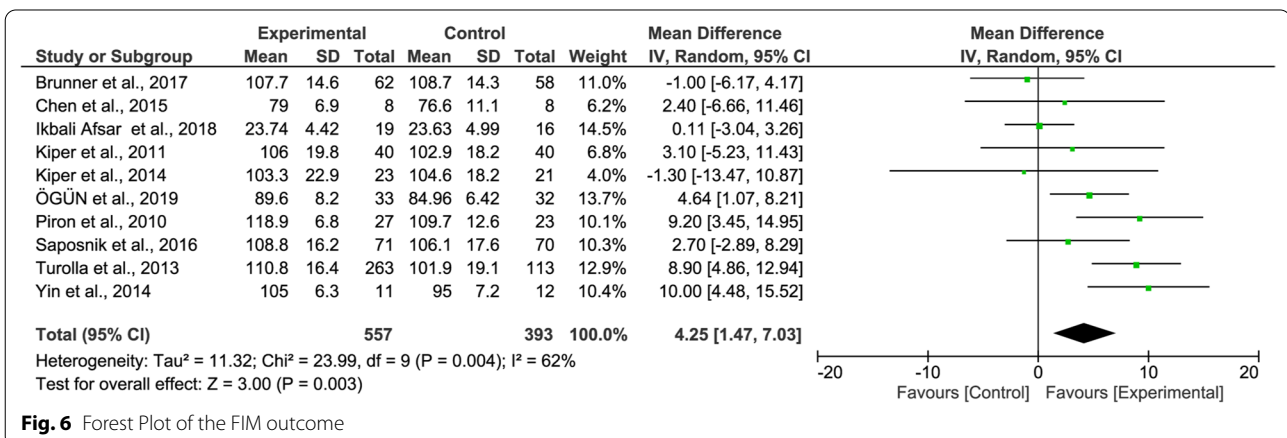 Experimental Control Mean Difference Mean Difference
Study or Subgroup Mean SD Total Mean SD Total Weight IV, Random, 95% CI IV, Random, 95% CI
Brunner et al., 2017 107.7 14.6 62 108.7 14.3 58 11.0% -1.00 [-6.17, 4.17]
Chen et al., 2015 79 6.9 8 76.6 11.1 8 6.2% 2.40 [-6.66, 11.46]
Ikbali Afsar et al., 2018 23.74 4.42 19 23.63 4.99 16 14.5% 0.11 [-3.04, 3.26]
Kiper et al., 2011 106 19.8 40 102.9 18.2 40 6.8% 3.10 [-5.23, 11.43]
Kiper et al., 2014 103.3 22.9 23 104.6 18.2 21 4.0% -1.30 [-13.47, 10.87]
ÖGÜN et al., 2019 89.6 8.2 33 84.96 6.42 32 13.7% 4.64 [1.07, 8.21]
Piron et al., 2010 118.9 6.8 27 109.7 12.6 23 10.1% 9.20 [3.45, 14.95]
Saposnik et al., 2016 108.8 16.2 71 106.1 17.6 70 10.3% 2.70 [-2.89, 8.29]
Turolla et al., 2013 110.8 16.4 263 101.9 19.1 113 12.9% 8.90 [4.86, 12.94]
Yin et al., 2014 105 6.3 11 95 7.2 12 10.4% 10.00 [4.48, 15.52]
Total (95% CI) 557 393 100.0% 4.25 [1.47, 7.03]
Heterogeneity: Tau² = 11.32; Chi² = 23.99, df = 9 (P = 0.004); I² = 62%
Test for overall effect: Z = 3.00 (P = 0.003)
-20 -10 0 10 20
Favours [Control] Favours [Experimental]
Fig. 6 Forest Plot of the FIM outcome